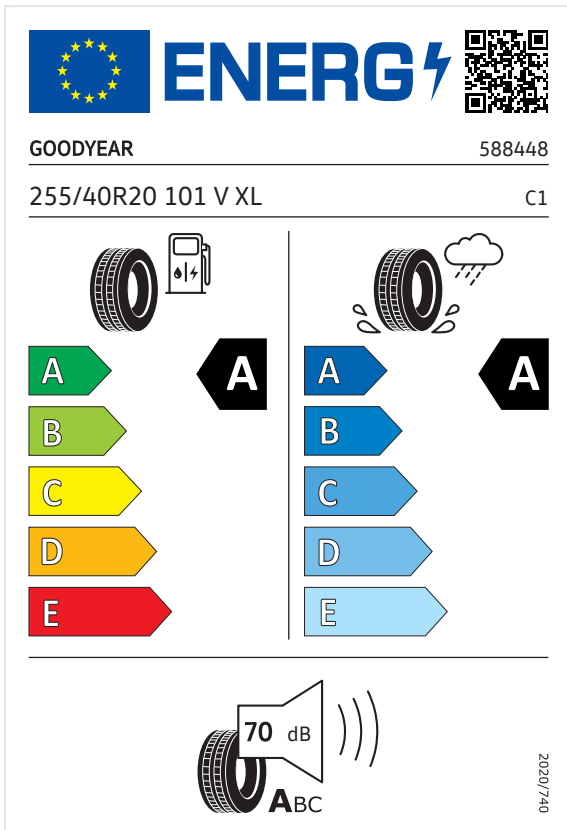 ENERG
GOODYEAR 588448
255/40R20 101 V XL C1
A A
B
C
D
E
A A
B
C
D
E
70 dB
ABC
2020/740